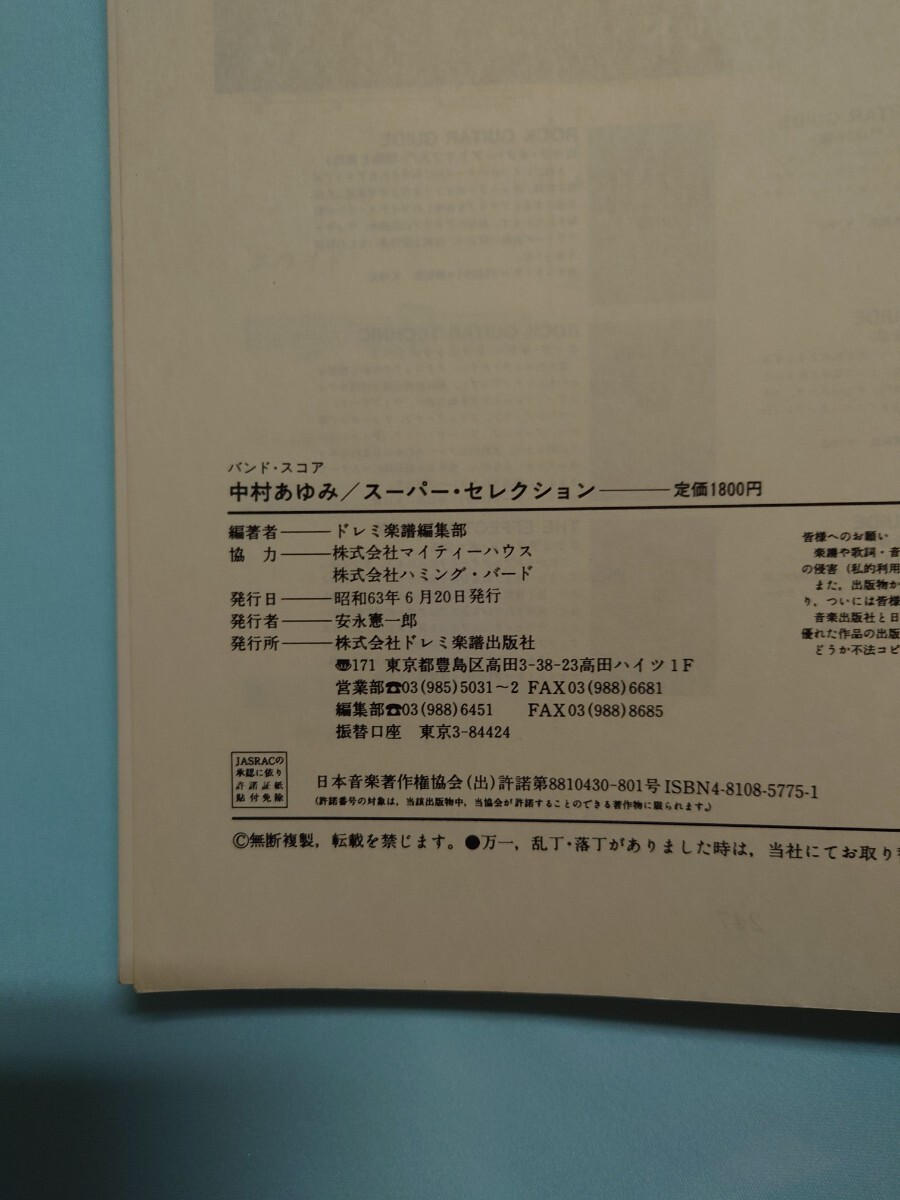 バンド・スコア
中村あゆみ／スーパー・セレクション────定価1800円
編著者───ドレミ楽譜編集部
協　力───株式会社マイティーハウス
株式会社ハミング・バード
発行日───昭和63年6月20日発行
発行者───安永憲一郎
発行所───株式会社ドレミ楽譜出版社
〠171 東京都豊島区高田3-38-23高田ハイツ1F
営業部☎03(985)5031〜2 FAX03(988)6681
編集部☎03(988)6451　FAX03(988)8685
振替口座　東京3-84424
JASRACの
承認に依り
許諾証紙
貼付免除
日本音楽著作権協会(出)許諾第8810430-801号 ISBN4-8108-5775-1
(許諾番号の対象は，当該出版物中，当協会が許諾することのできる著作物に限られます。)
Ⓒ無断複製，転載を禁じます。●万一，乱丁・落丁がありました時は，当社にてお取り
皆様へのお願い
楽譜や歌詞・音
の侵害（私的利用
また，出版物か
り，ついには皆様
音楽出版社と日
優れた作品の出版
どうか不法コピ